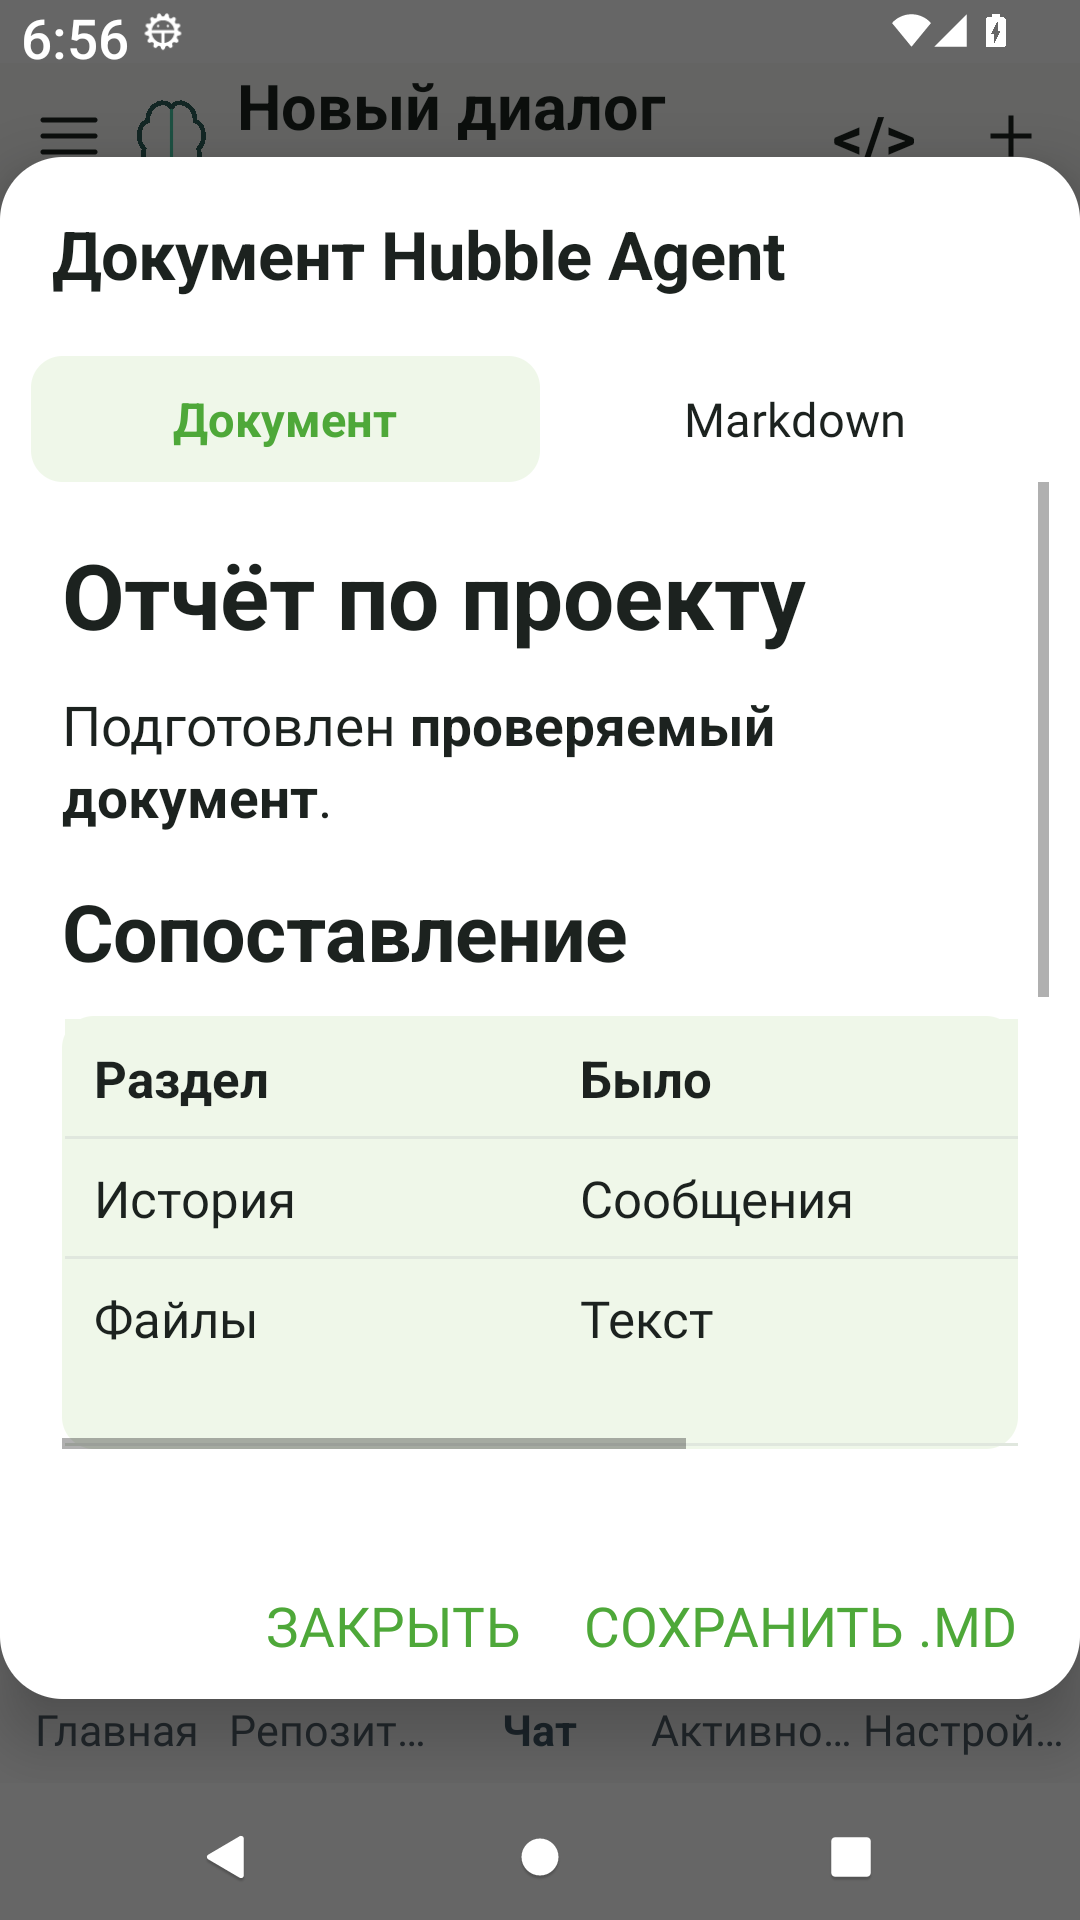 6:56
Новый диалог
</>
Документ Hubble Agent
Документ Markdown
Отчёт по проекту
Подготовлен проверяемый
документ.
Сопоставление
Раздел Было
История Сообщения
Файлы Текст
ЗАКРЫТЬ СОХРАНИТЬ .MD
Главная Репозит... Чат Активно... Настрой...